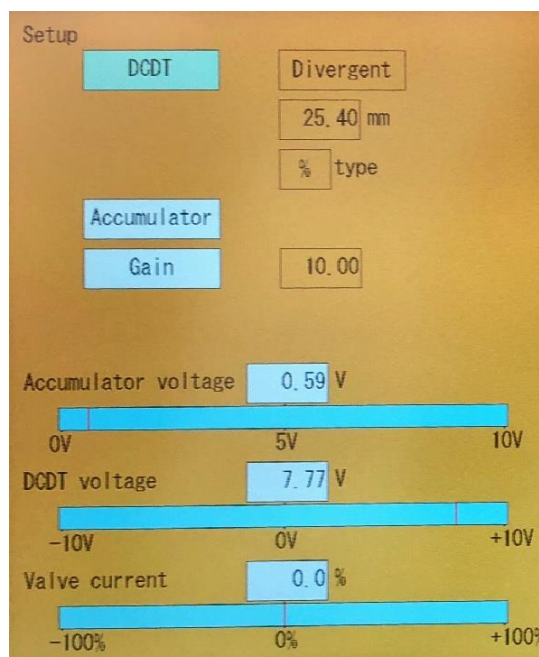 Setup
DCDT Divergent
25.40 mm
% type
Accumulator
Gain 10.00
Accumulator voltage 0.59 V
0V 5V 10V
DCDT voltage 7.77 V
-10V 0V +10V
Valve current 0.0 %
-100% 0% +100%